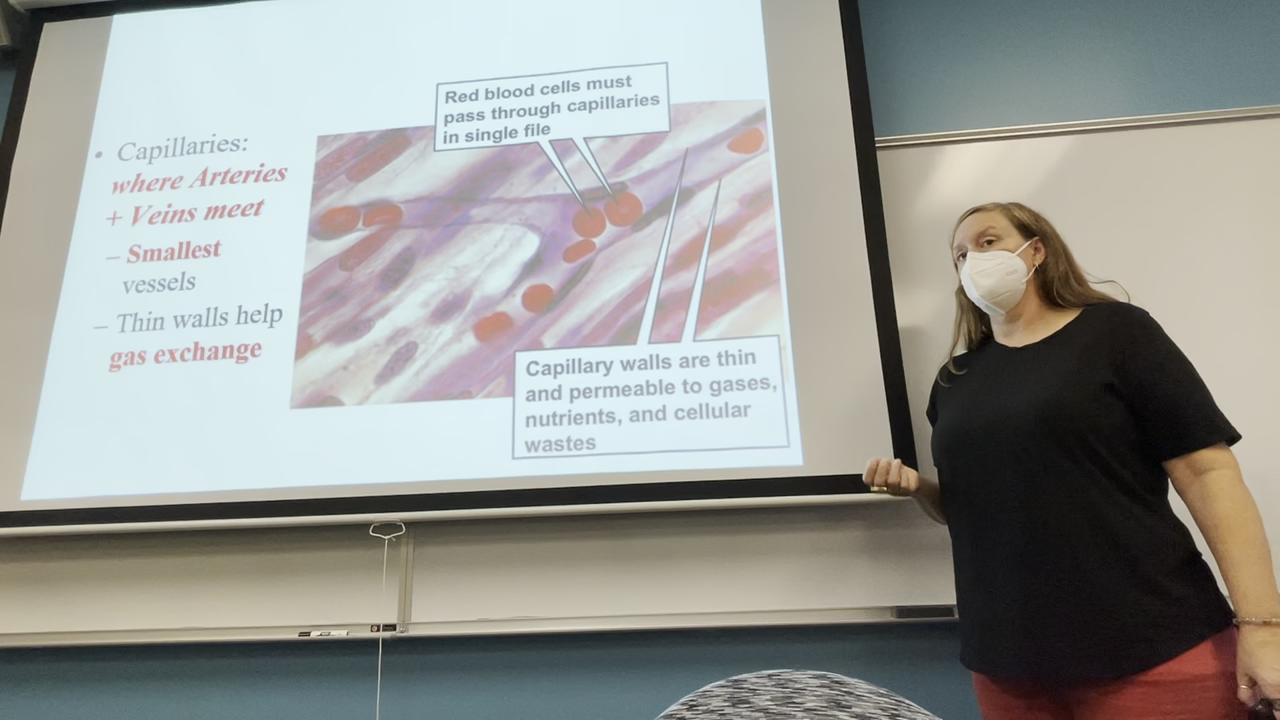 • Capillaries:
where Arteries
+ Veins meet
– Smallest
vessels
– Thin walls help
gas exchange
Red blood cells must
pass through capillaries
in single file
Capillary walls are thin
and permeable to gases,
nutrients, and cellular
wastes